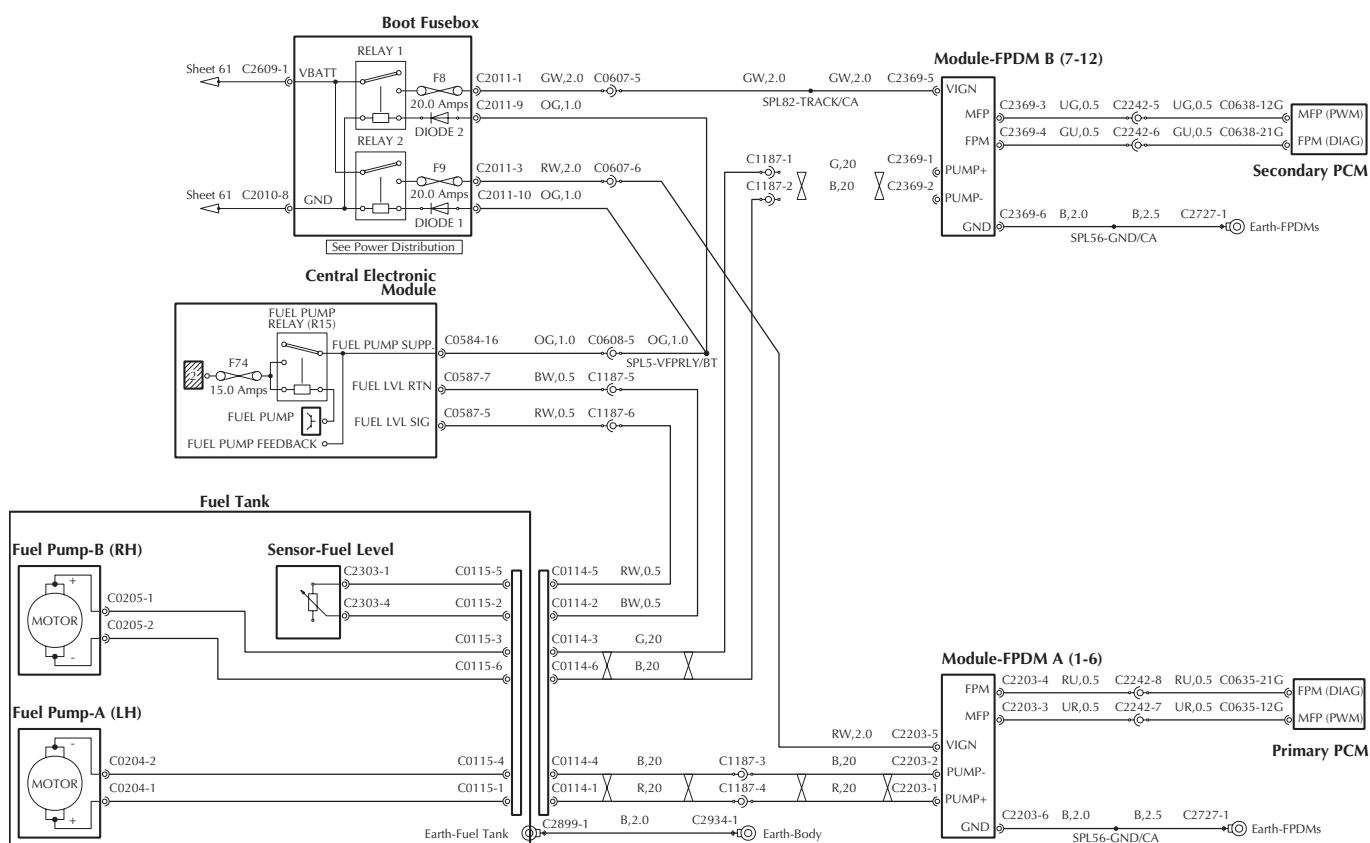 Boot Fusebox
RELAY 1
Sheet 61 C2609-1 VBATT
F8 C2011-1 GW,2.0 C0607-5 GW,2.0 GW,2.0 C2369-5
20.0 Amps C2011-9 OG,1.0
SPL82-TRACK/CA
DIODE 2
RELAY 2
F9 C2011-3 RW,2.0 C0607-6
Sheet 61 C2010-8 GND
20.0 Amps C2011-10 OG,1.0
DIODE 1
See Power Distribution
Module-FPDM B (7-12)
VIGN
MFP C2369-3 UG,0.5 C2242-5 UG,0.5 C0638-12G MFP (PWM)
FPM C2369-4 GU,0.5 C2242-6 GU,0.5 C0638-21G FPM (DIAG)
Secondary PCM
C1187-1 G,20 C2369-1 PUMP+
C1187-2 B,20 C2369-2 PUMP-
GND C2369-6 B,2.0 B,2.5 C2727-1 Earth-FPDMs
SPL56-GND/CA
Central Electronic
Module
FUEL PUMP
RELAY (R15)
FUEL PUMP SUPP. C0584-16 OG,1.0 C0608-5 OG,1.0
SPL5-VFPRLY/BT
2
F74
15.0 Amps
FUEL LVL RTN C0587-7 BW,0.5 C1187-5
FUEL PUMP
FUEL LVL SIG C0587-5 RW,0.5 C1187-6
FUEL PUMP FEEDBACK
Fuel Tank
Fuel Pump-B (RH)
+
MOTOR
-
C0205-1
C0205-2
Sensor-Fuel Level
C2303-1 C0115-5 C0114-5 RW,0.5
C2303-4 C0115-2 C0114-2 BW,0.5
C0115-3 C0114-3 G,20
C0115-6 C0114-6 B,20
Fuel Pump-A (LH)
-
MOTOR
+
C0204-2 C0115-4 C0114-4 B,20 C1187-3 B,20 C2203-2 PUMP-
C0204-1 C0115-1 C0114-1 R,20 C1187-4 R,20 C2203-1 PUMP+
Earth-Fuel Tank C2899-1 B,2.0 C2934-1 Earth-Body
Module-FPDM A (1-6)
FPM C2203-4 RU,0.5 C2242-8 RU,0.5 C0635-21G FPM (DIAG)
MFP C2203-3 UR,0.5 C2242-7 UR,0.5 C0635-12G MFP (PWM)
RW,2.0 C2203-5 VIGN
Primary PCM
GND C2203-6 B,2.0 B,2.5 C2727-1 Earth-FPDMs
SPL56-GND/CA